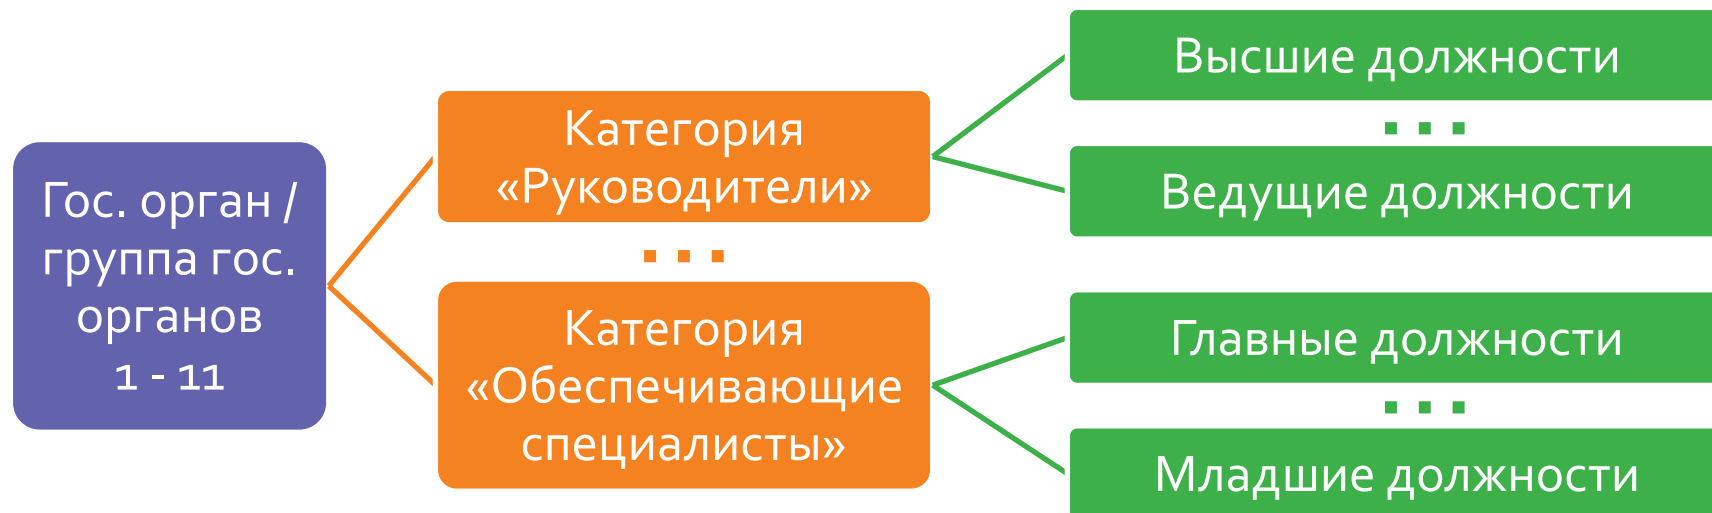 Гос. орган /
группа гос.
органов
1 - 11
Категория
«Руководители»
...
Категория
«Обеспечивающие
специалисты»
Высшие должности
...
Ведущие должности
Главные должности
...
Младшие должности